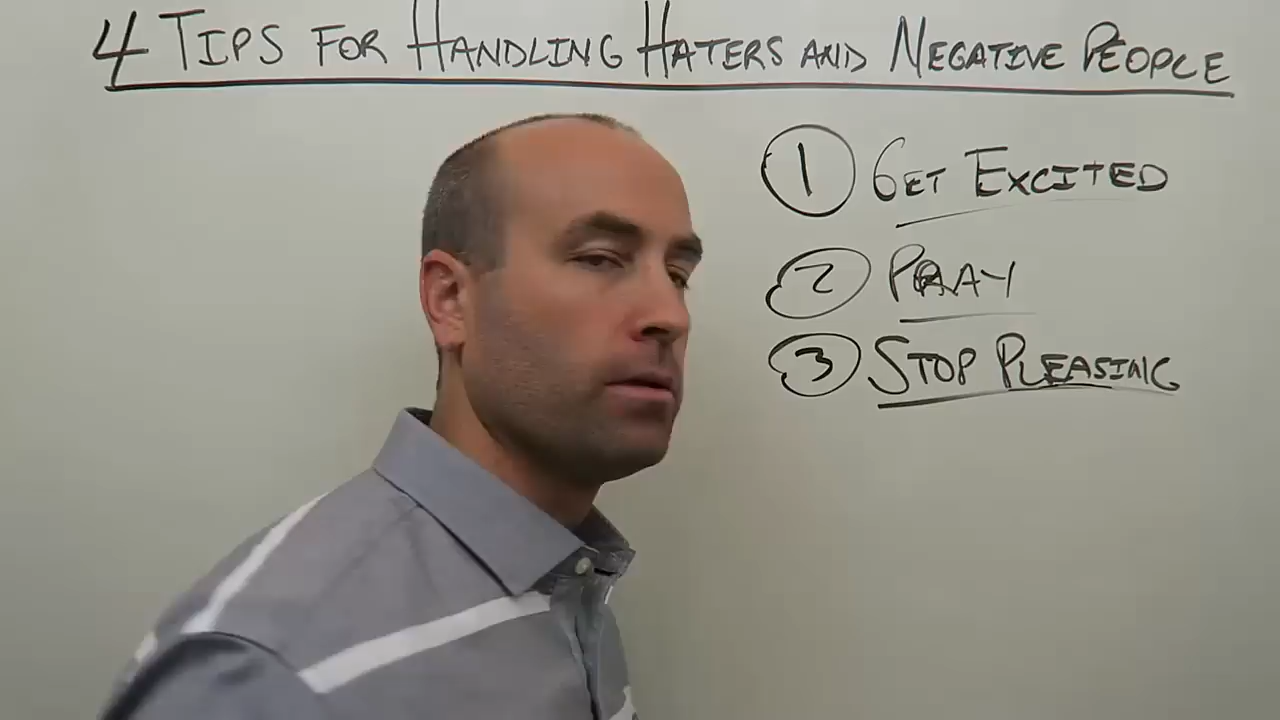 4 TIPS FOR HANDLING HATERS AND NEGATIVE PEOPLE
1 GET EXCITED
2 PRAY
3 STOP PLEASING